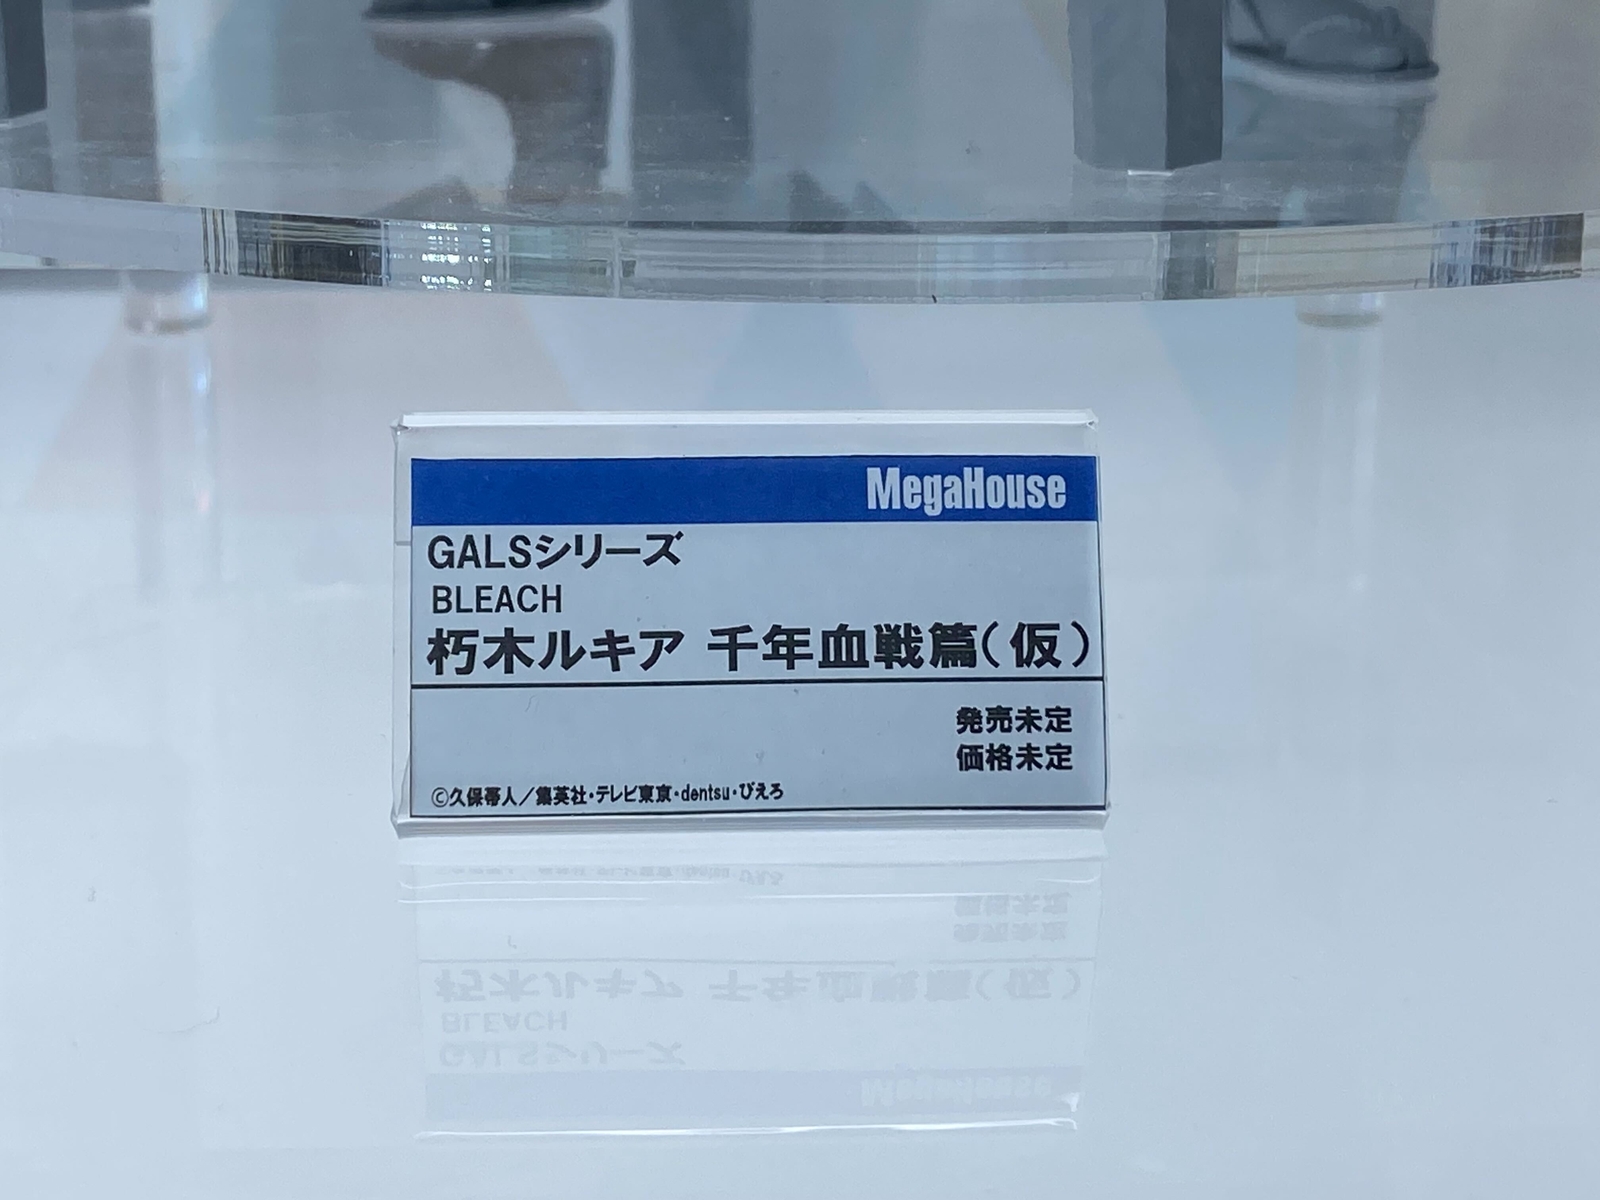 MegaHouse
GALSシリーズ
BLEACH
朽木ルキア 千年血戦篇(仮)
発売未定
価格未定
©久保帯人/集英社・テレビ東京・dentsu・ぴえろ